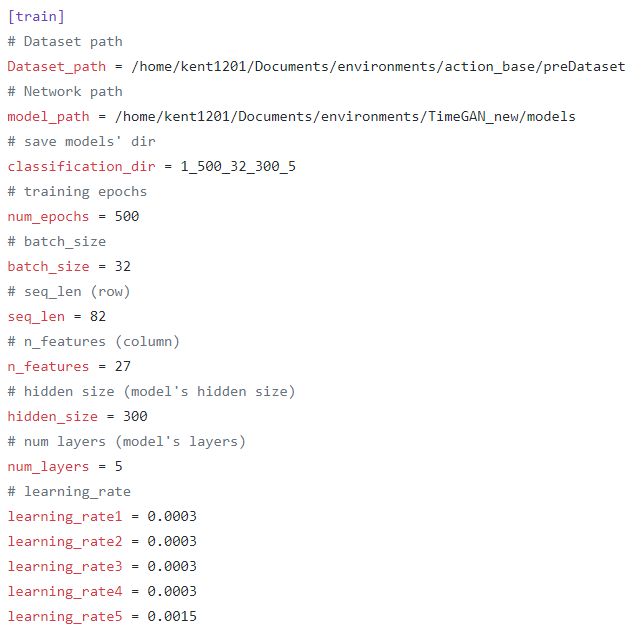 [train]
# Dataset path
Dataset_path = /home/kent1201/Documents/environments/action_base/preDataset
# Network path
model_path = /home/kent1201/Documents/environments/TimeGAN_new/models
# save models' dir
classification_dir = 1_500_32_300_5
# training epochs
num_epochs = 500
# batch_size
batch_size = 32
# seq_len (row)
seq_len = 82
# n_features (column)
n_features = 27
# hidden size (model's hidden size)
hidden_size = 300
# num layers (model's layers)
num_layers = 5
# learning_rate
learning_rate1 = 0.0003
learning_rate2 = 0.0003
learning_rate3 = 0.0003
learning_rate4 = 0.0003
learning_rate5 = 0.0015